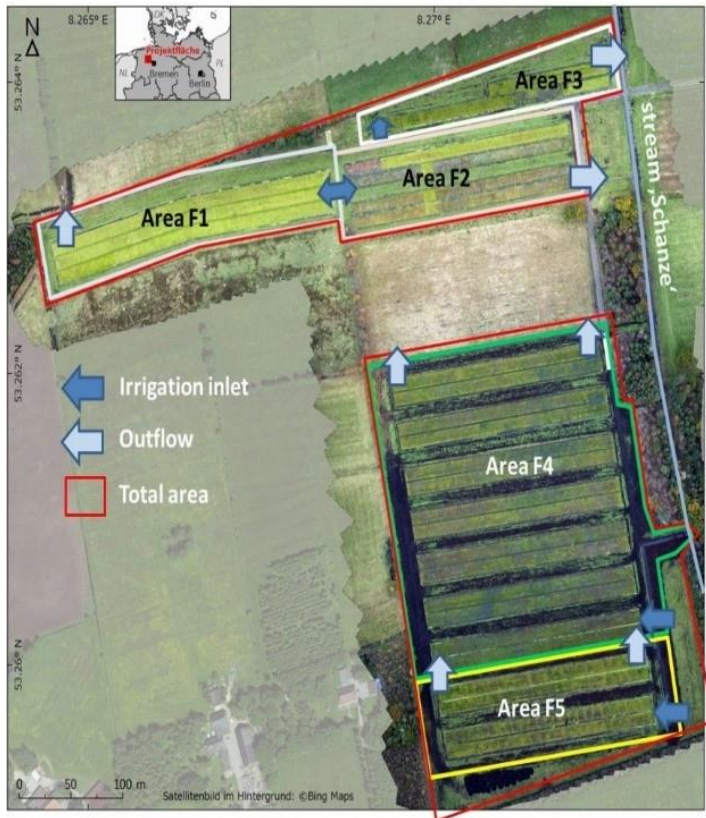 8.265° E
8.27° E
N
53.264° N
53.262° N
53.26° N
DK
Projektfläche
NL
Bremen
Berlin
PL
Area F3
Area F2
Area F1
stream ‚Schanze‘
Irrigation inlet
Outflow
Total area
Area F4
Area F5
0 50 100 m
Satellitenbild im Hintergrund: ©Bing Maps